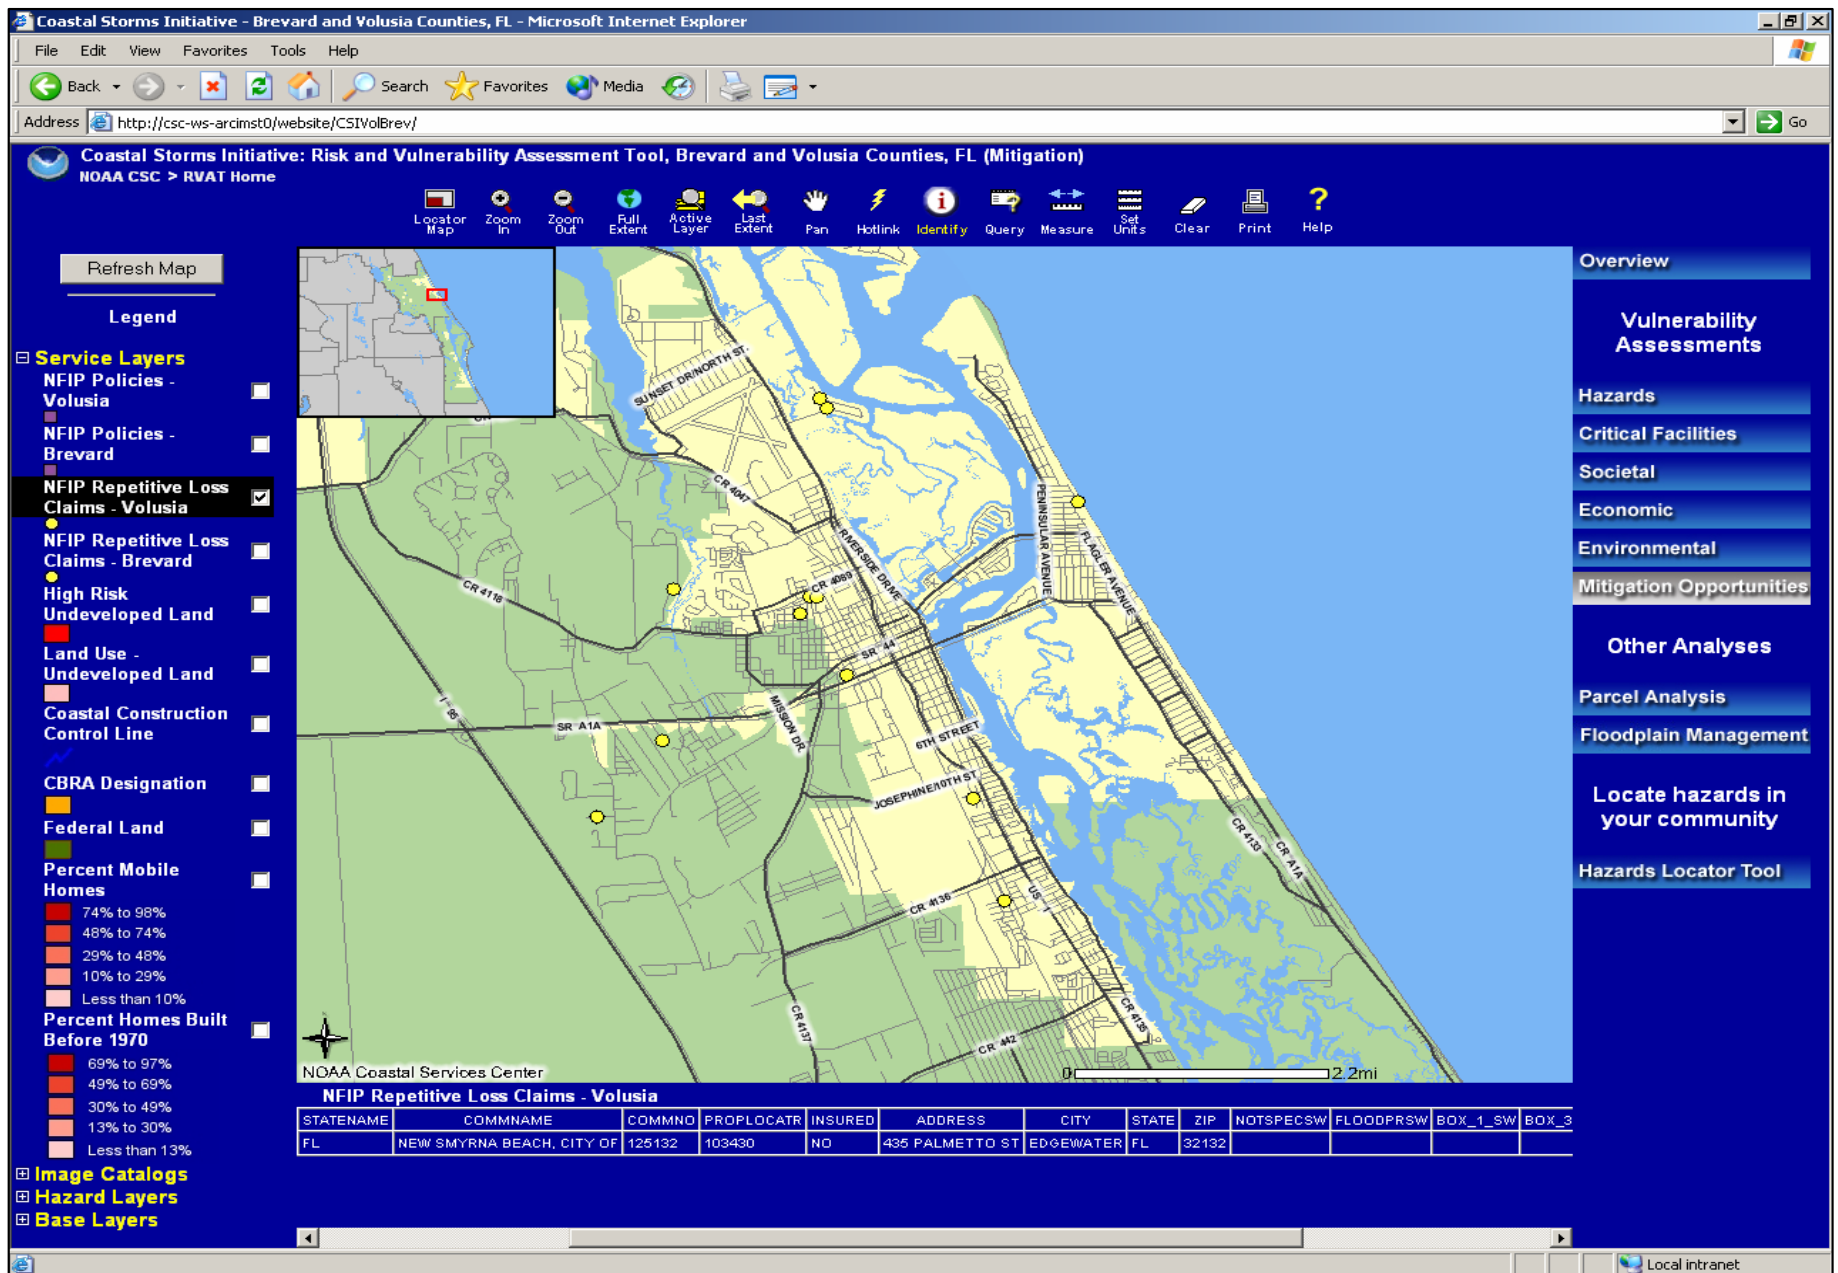 Coastal Storms Initiative - Brevard and Volusia Counties, FL - Microsoft Internet Explorer
File Edit View Favorites Tools Help
Back Search Favorites Media
Address http://csc-ws-arcimst0/website/CSIVolBrev/ Go
Coastal Storms Initiative: Risk and Vulnerability Assessment Tool, Brevard and Volusia Counties, FL (Mitigation)
NOAA CSC > RVAT Home
Locator Map
Zoom In
Zoom Out
Full Extent
Active Layer
Last Extent
Pan
Hotlink
Identify
Query
Measure
Set Units
Clear
Print
Help
Refresh Map
Legend
Service Layers
NFIP Policies -
Volusia
NFIP Policies -
Brevard
NFIP Repetitive Loss
Claims - Volusia
NFIP Repetitive Loss
Claims - Brevard
High Risk
Undeveloped Land
Land Use -
Undeveloped Land
Coastal Construction
Control Line
CBRA Designation
Federal Land
Percent Mobile
Homes
74% to 98%
48% to 74%
29% to 48%
10% to 29%
Less than 10%
Percent Homes Built
Before 1970
69% to 97%
49% to 69%
30% to 49%
13% to 30%
Less than 13%
Image Catalogs
Hazard Layers
Base Layers
SUNSET DR/NORTH ST.
CR 4047
RIVERSIDE DRIVE
PENINSULAR AVENUE
FLAGLER AVENUE
CR 4118
CR 4089
SR 44
I- 95
SR A1A
MISSION DR.
6TH STREET
JOSEPHINE/10TH ST
CR 4133
CR A1A
CR 4136
US 1
CR 4137
CR 4135
CR 442
NOAA Coastal Services Center
0 2.2mi
NFIP Repetitive Loss Claims - Volusia
STATENAME COMMNAME COMMNO PROPLOCATR INSURED ADDRESS CITY STATE ZIP NOTSPECSW FLOODPRSW BOX_1_SW BOX_3
FL NEW SMYRNA BEACH, CITY OF 125132 103430 NO 435 PALMETTO ST EDGEWATER FL 32132
Overview
Vulnerability
Assessments
Hazards
Critical Facilities
Societal
Economic
Environmental
Mitigation Opportunities
Other Analyses
Parcel Analysis
Floodplain Management
Locate hazards in
your community
Hazards Locator Tool
Local intranet